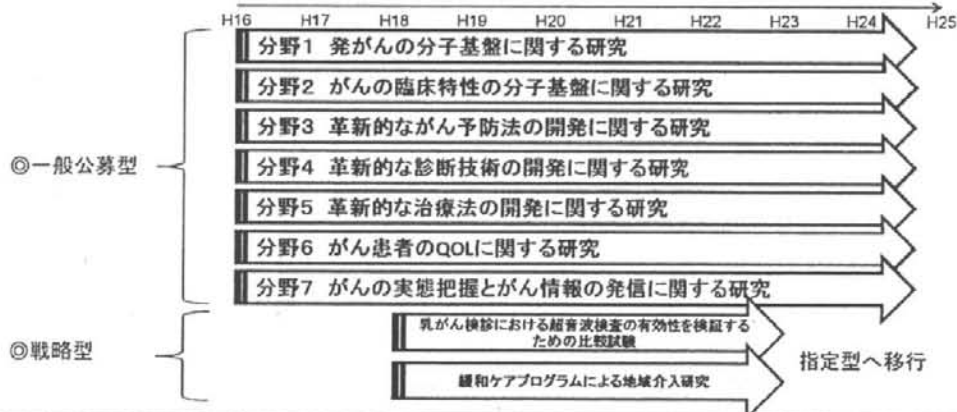 H16 H17 H18 H19 H20 H21 H22 H23 H24 H25
分野1 発がんの分子基盤に関する研究
分野2 がんの臨床特性の分子基盤に関する研究
分野3 革新的ながん予防法の開発に関する研究
◎一般公募型
分野4 革新的な診断技術の開発に関する研究
分野5 革新的な治療法の開発に関する研究
分野6 がん患者のQOLに関する研究
分野7 がんの実態把握とがん情報の発信に関する研究
◎戦略型
乳がん検診における超音波検査の有効性を検証する
ための比較試験
緩和ケアプログラムによる地域介入研究
指定型へ移行